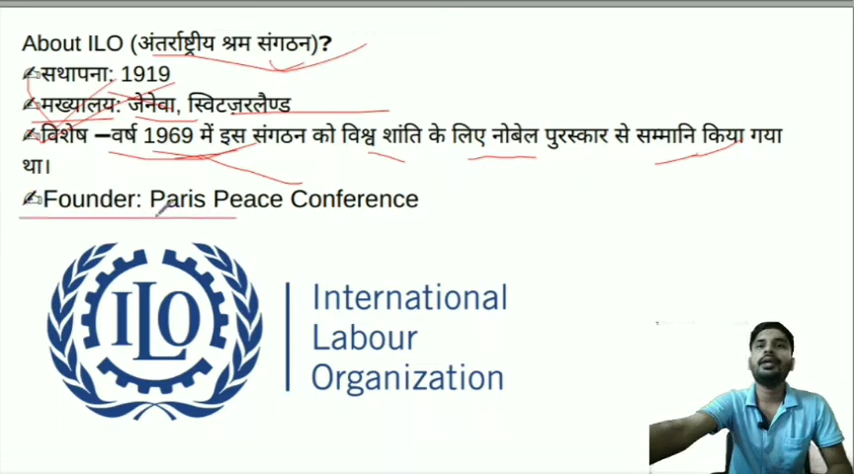 About ILO (अंतर्राष्ट्रीय श्रम संगठन)?
✍सथापना: 1919
✍मख्यालय: जेनेवा, स्विटज़रलैण्ड
✍विशेष –वर्ष 1969 में इस संगठन को विश्व शांति के लिए नोबेल पुरस्कार से सम्मानि किया गया
था।
✍Founder: Paris Peace Conference
ILO
International
Labour
Organization